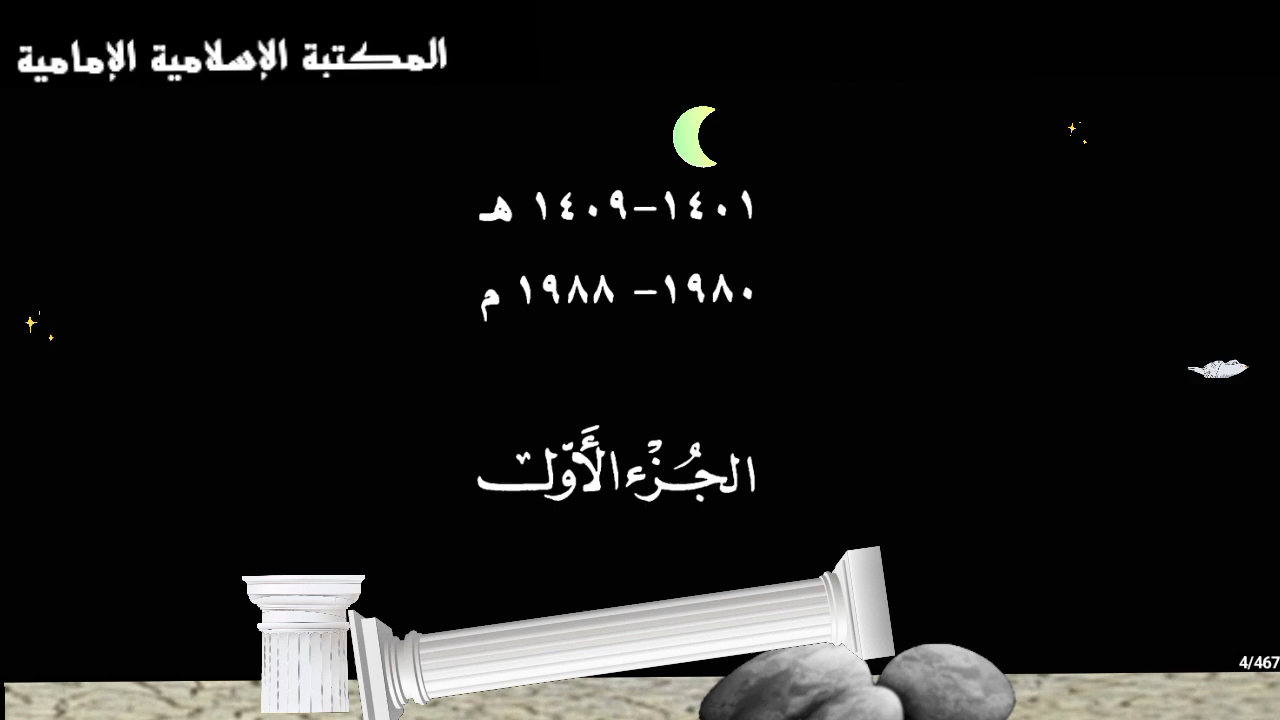 المكتبة الإسلامية الإمامية
١٤٠١-١٤٠٩ هـ
١٩٨٠- ١٩٨٨ م
الجُزْء الأَوّل
4/467